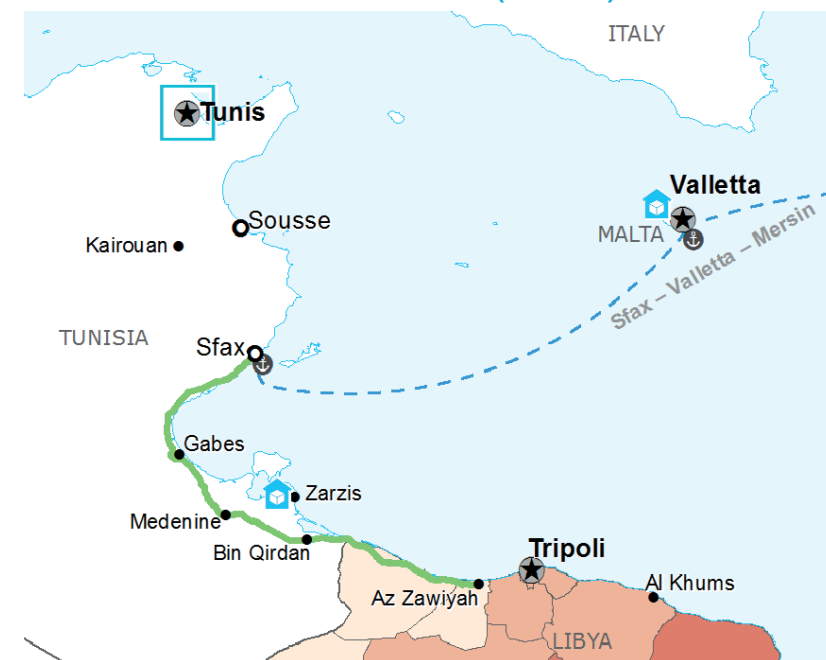 ITALY
Tunis
Valletta
Sousse
MALTA
Kairouan
Sfax – Valletta – Mersin
TUNISIA
Sfax
Gabes
Zarzis
Medenine
Bin Qirdan
Tripoli
Al Khums
Az Zawiyah
LIBYA